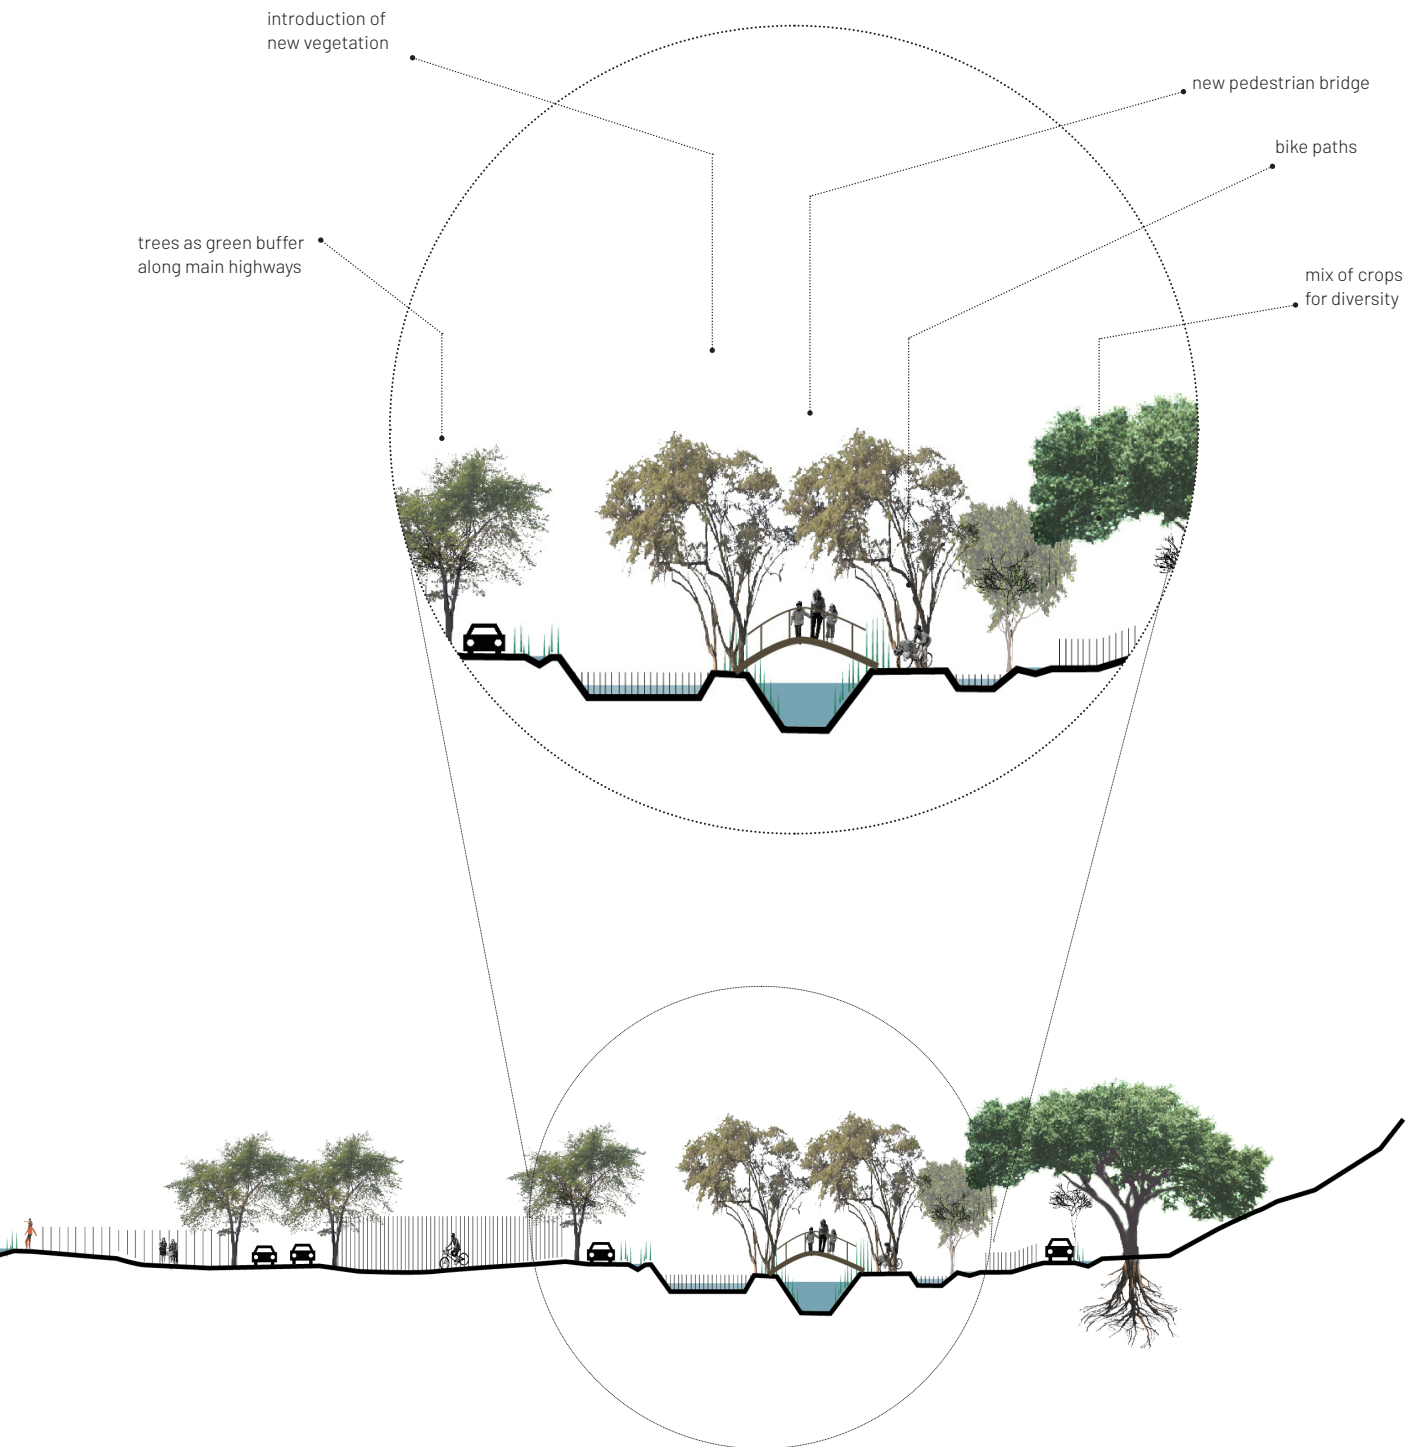 introduction of
new vegetation
new pedestrian bridge
bike paths
trees as green buffer
along main highways
mix of crops
for diversity